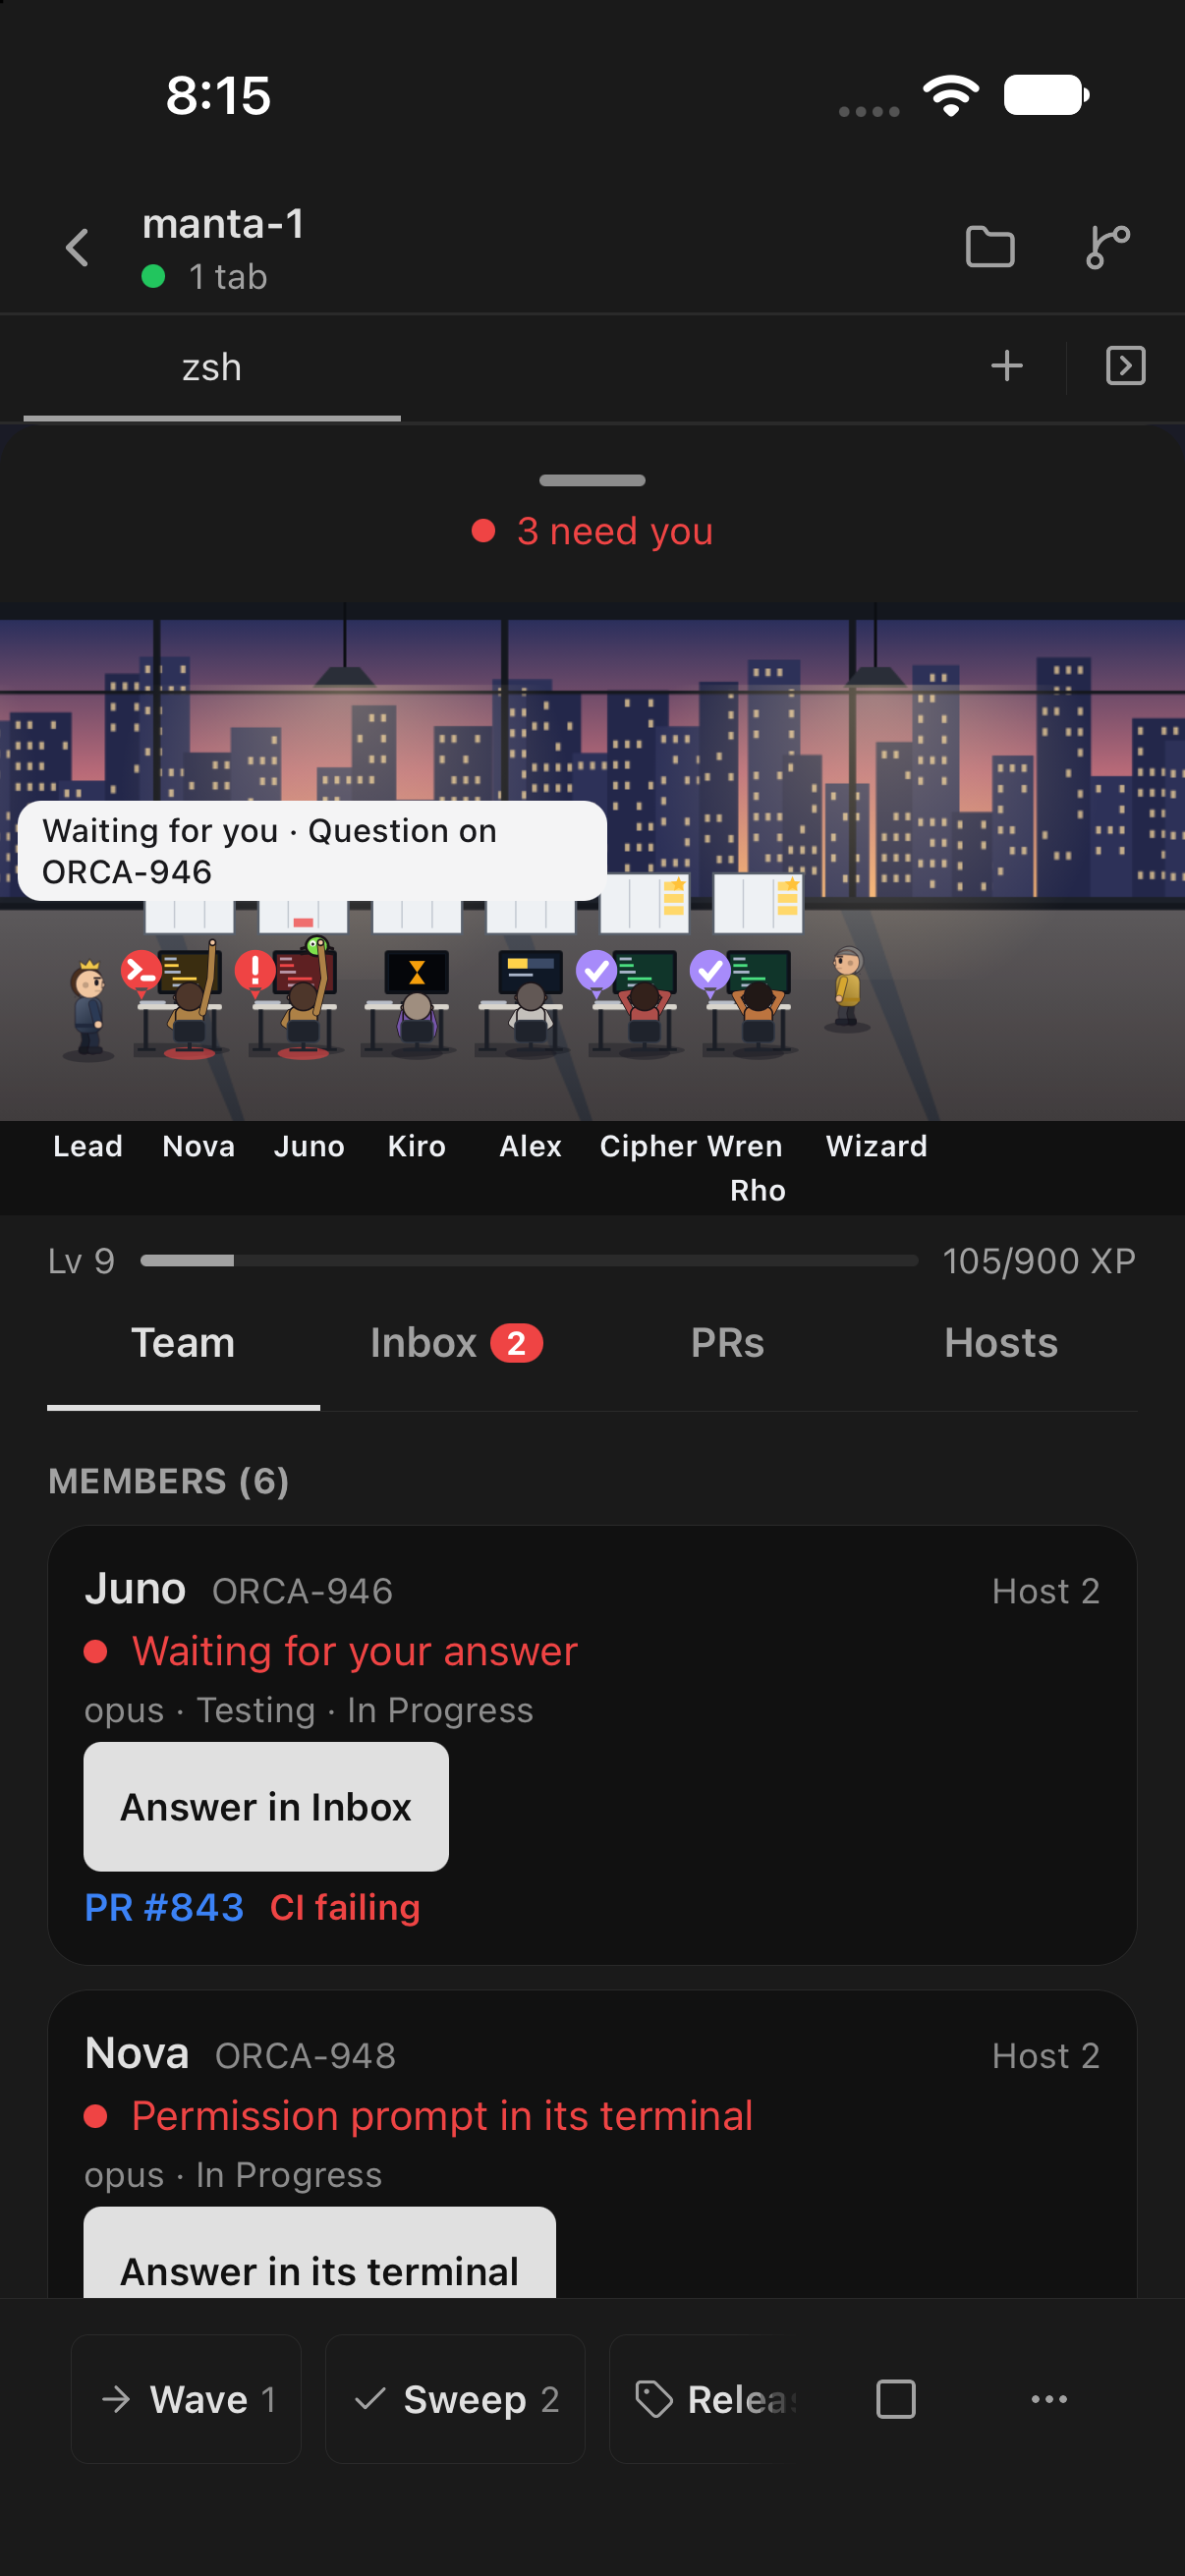 8:15
manta-1
1 tab
zsh
3 need you
Waiting for you · Question on
ORCA-946
Lead Nova Juno Kiro Alex Cipher Wren Wizard
Rho
Lv 9 105/900 XP
Team Inbox 2 PRs Hosts
MEMBERS (6)
Juno ORCA-946 Host 2
Waiting for your answer
opus · Testing · In Progress
Answer in Inbox
PR #843 CI failing
Nova ORCA-948 Host 2
Permission prompt in its terminal
opus · In Progress
Answer in its terminal
Wave 1 Sweep 2 Releas